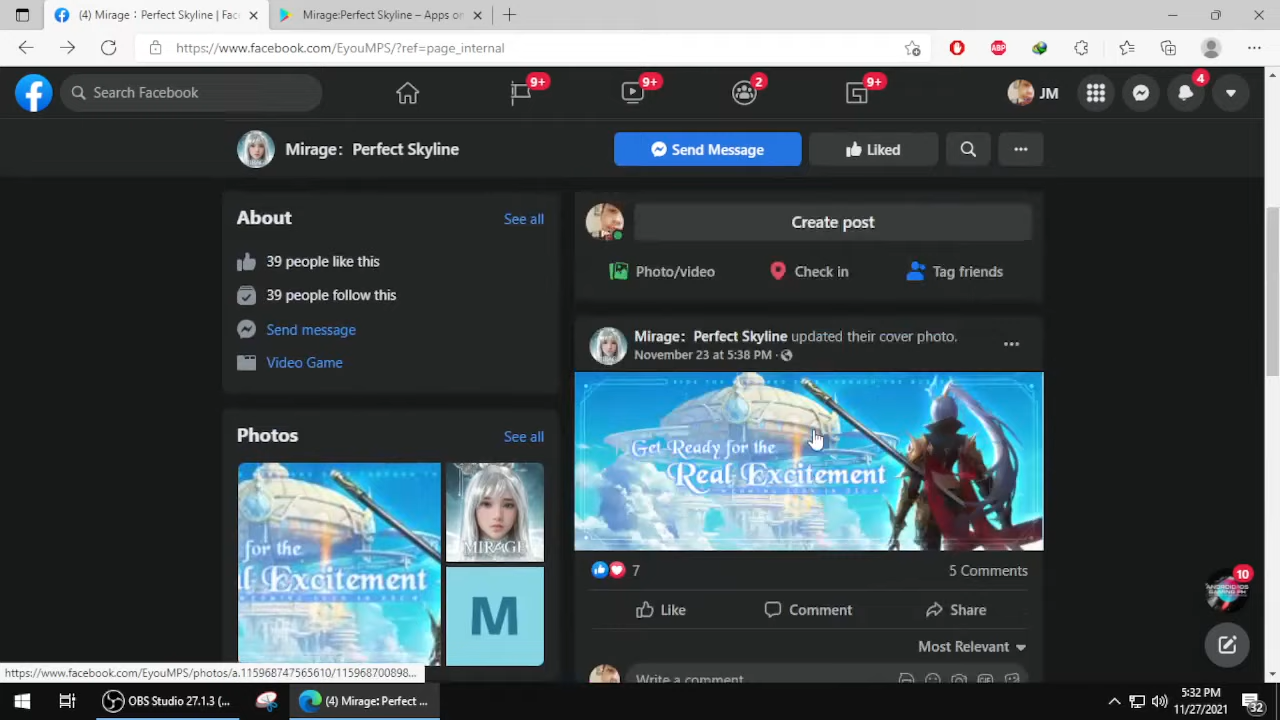 (4) Mirage：Perfect Skyline | Fac
Mirage:Perfect Skyline – Apps on
https://www.facebook.com/EyouMPS/?ref=page_internal
ABP
Search Facebook
9+
9+
2
9+
JM
4
Mirage：Perfect Skyline
Send Message
Liked
About
See all
39 people like this
39 people follow this
Send message
Video Game
Photos
See all
for the
l Excitement
MIRAGE
M
Create post
Photo/video
Check in
Tag friends
Mirage：Perfect Skyline updated their cover photo.
November 23 at 5:38 PM ·
Get Ready for the
Real Excitement
7
5 Comments
Like
Comment
Share
Most Relevant
Write a comment
GIF
10
https://www.facebook.com/EyouMPS/photos/a.115968747565610/115968700898...
OBS Studio 27.1.3 (...
(4) Mirage: Perfect ...
5:32 PM
11/27/2021
32